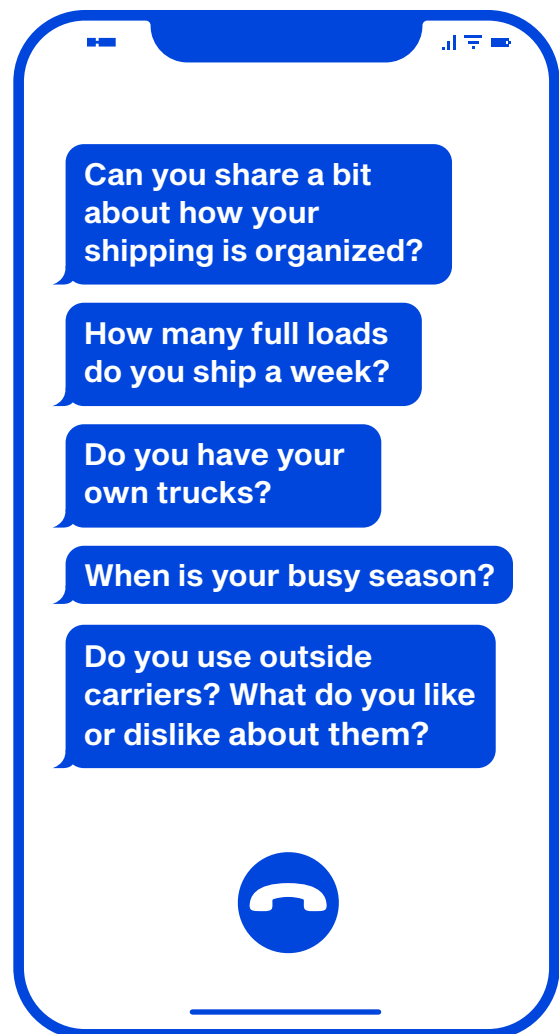 Can you share a bit
about how your
shipping is organized?
How many full loads
do you ship a week?
Do you have your
own trucks?
When is your busy season?
Do you use outside
carriers? What do you like
or dislike about them?